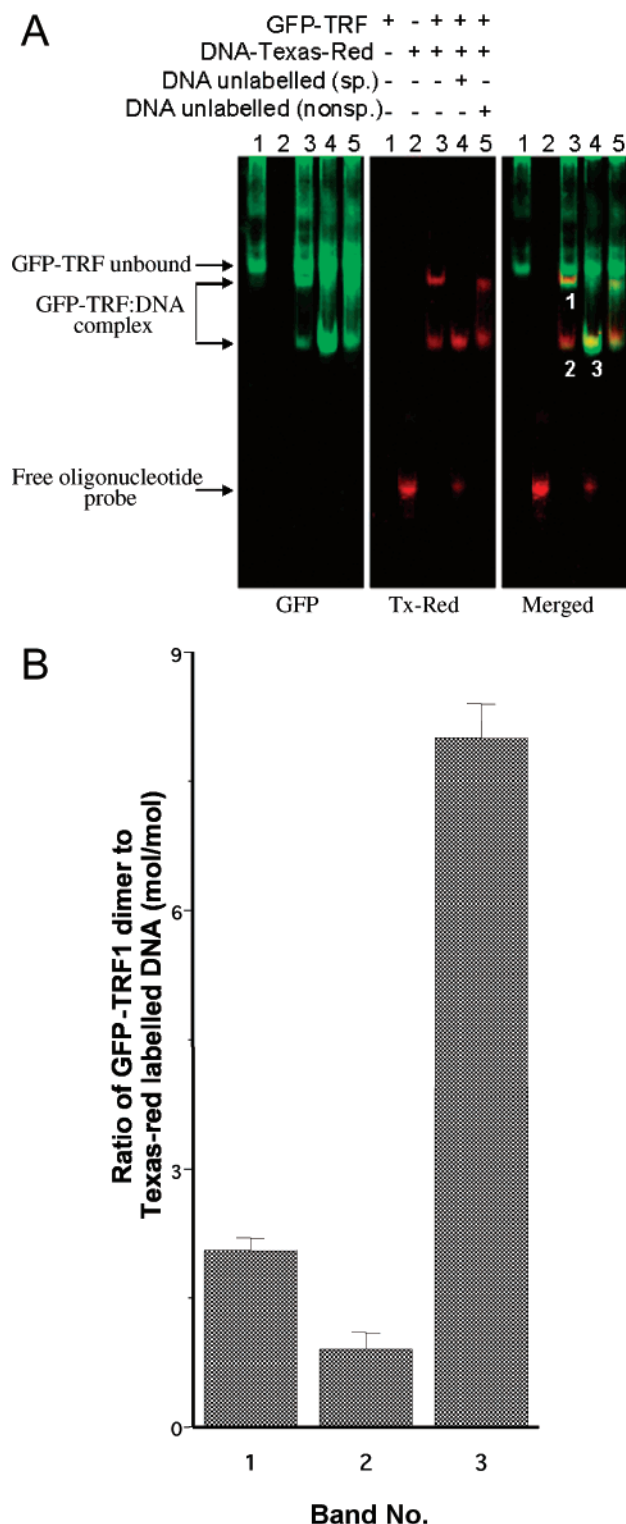 A
GFP-TRF + - + + +
DNA-Texas-Red - + + + +
DNA unlabelled (sp.) - - - + -
DNA unlabelled (nonsp.) - - - - +
1 2 3 4 5 1 2 3 4 5 1 2 3 4 5
GFP-TRF unbound
GFP-TRF:DNA
complex
1
2 3
Free oligonucleotide
probe
GFP Tx-Red Merged
B
Ratio of GFP-TRF1 dimer to
Texas-red labelled DNA (mol/mol)
9
6
3
0
1 2 3
Band No.